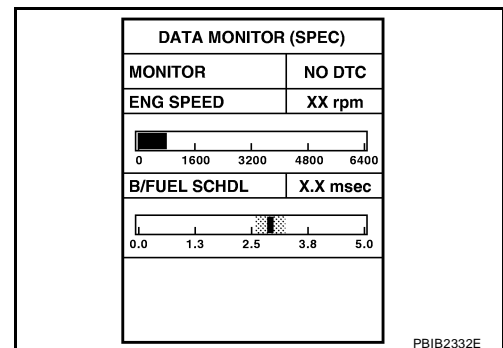 DATA MONITOR (SPEC)
MONITOR NO DTC
ENG SPEED XX rpm
0 1600 3200 4800 6400
B/FUEL SCHDL X.X msec
0.0 1.3 2.5 3.8 5.0
PBIB2332E